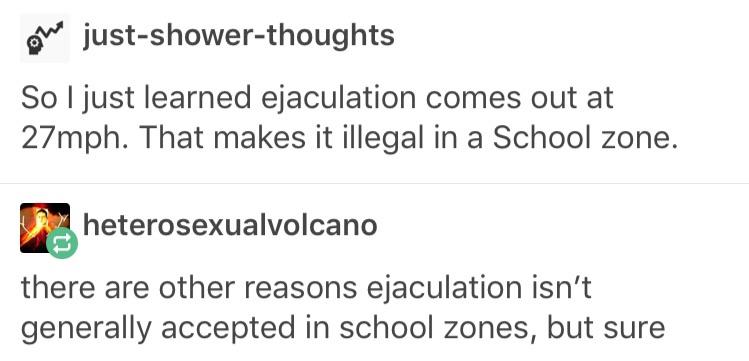 just-shower-thoughts
So I just learned ejaculation comes out at
27mph. That makes it illegal in a School zone.
heterosexualvolcano
there are other reasons ejaculation isn't
generally accepted in school zones, but sure